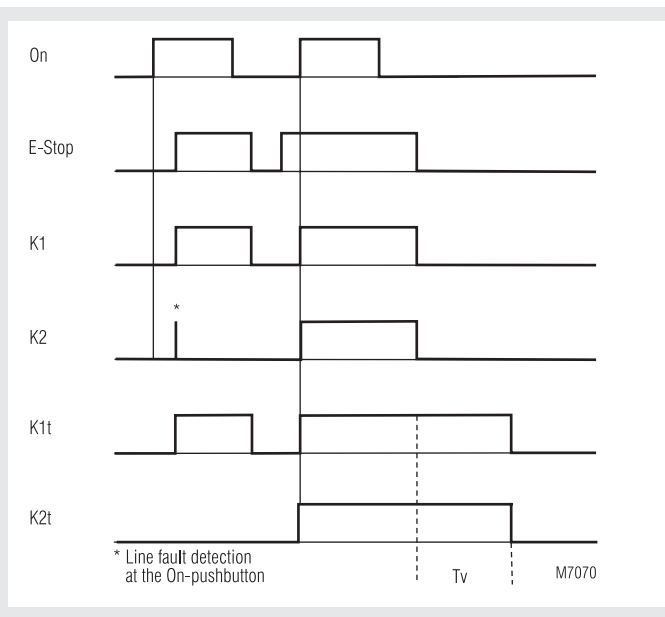 On
E-Stop
K1
*
K2
K1t
K2t
* Line fault detection
at the On-pushbutton
Tv
M7070